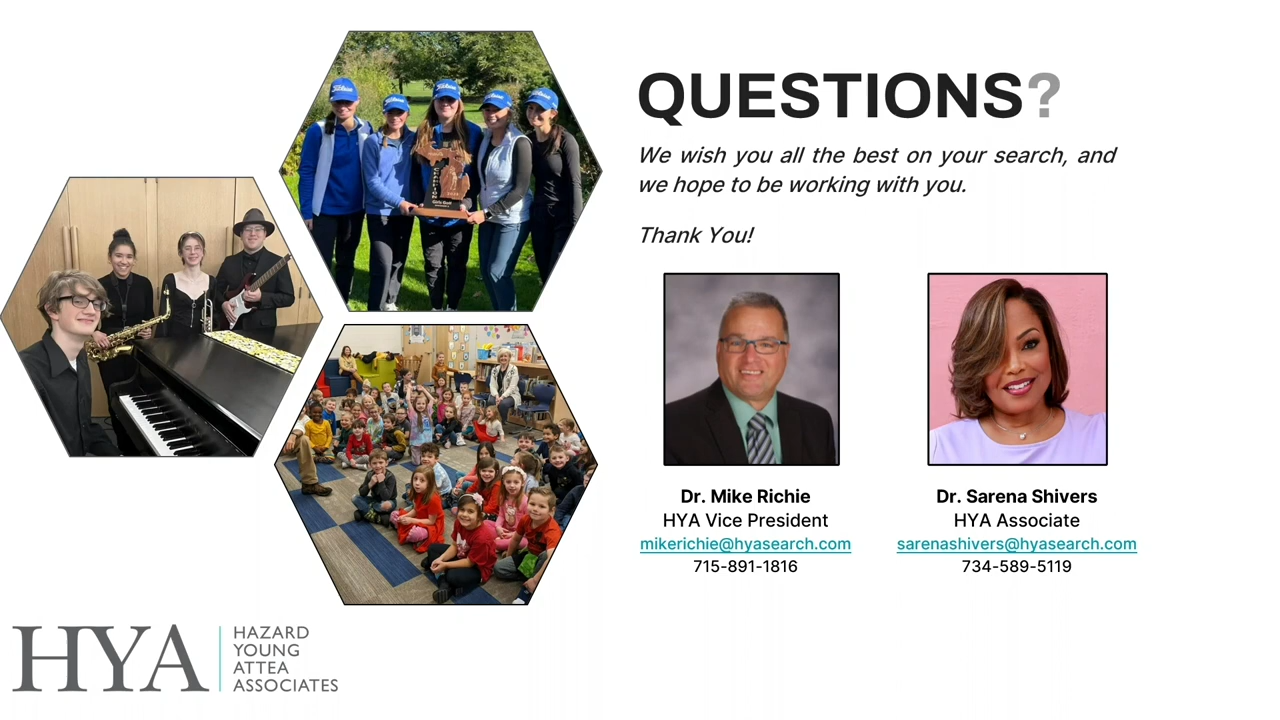 QUESTIONS?
We wish you all the best on your search, and
we hope to be working with you.
Thank You!
Dr. Mike Richie
HYA Vice President
mikerichie@hyasearch.com
715-891-1816
Dr. Sarena Shivers
HYA Associate
sarenashivers@hyasearch.com
734-589-5119
HYA
HAZARD
YOUNG
ATTEA
ASSOCIATES